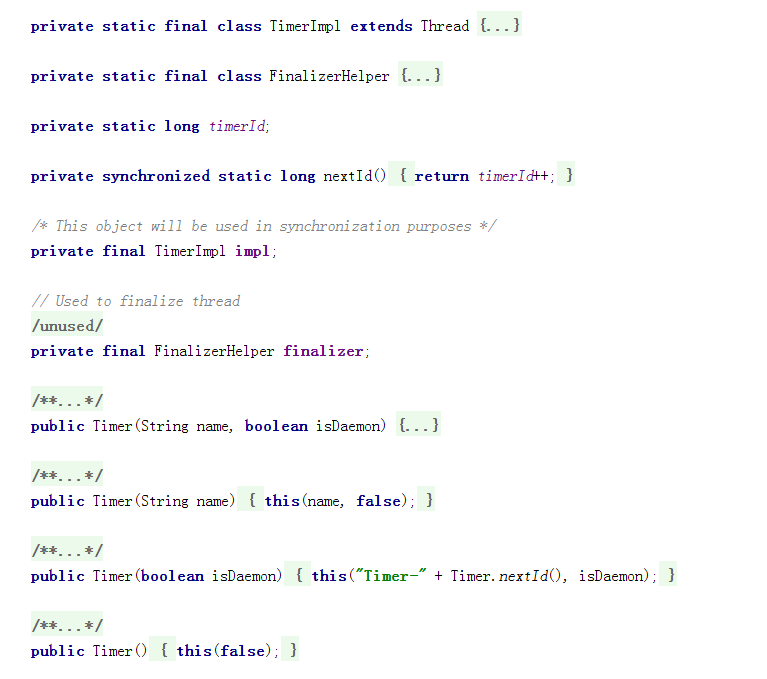 private static final class TimerImpl extends Thread {...}
private static final class FinalizerHelper {...}
private static long timerId;
private synchronized static long nextId() { return timerId++; }
/* This object will be used in synchronization purposes */
private final TimerImpl impl;
// Used to finalize thread
/unused/
private final FinalizerHelper finalizer;
/**...*/
public Timer(String name, boolean isDaemon) {...}
/**...*/
public Timer(String name) { this(name, false); }
/**...*/
public Timer(boolean isDaemon) { this("Timer-" + Timer.nextId(), isDaemon); }
/**...*/
public Timer() { this(false); }